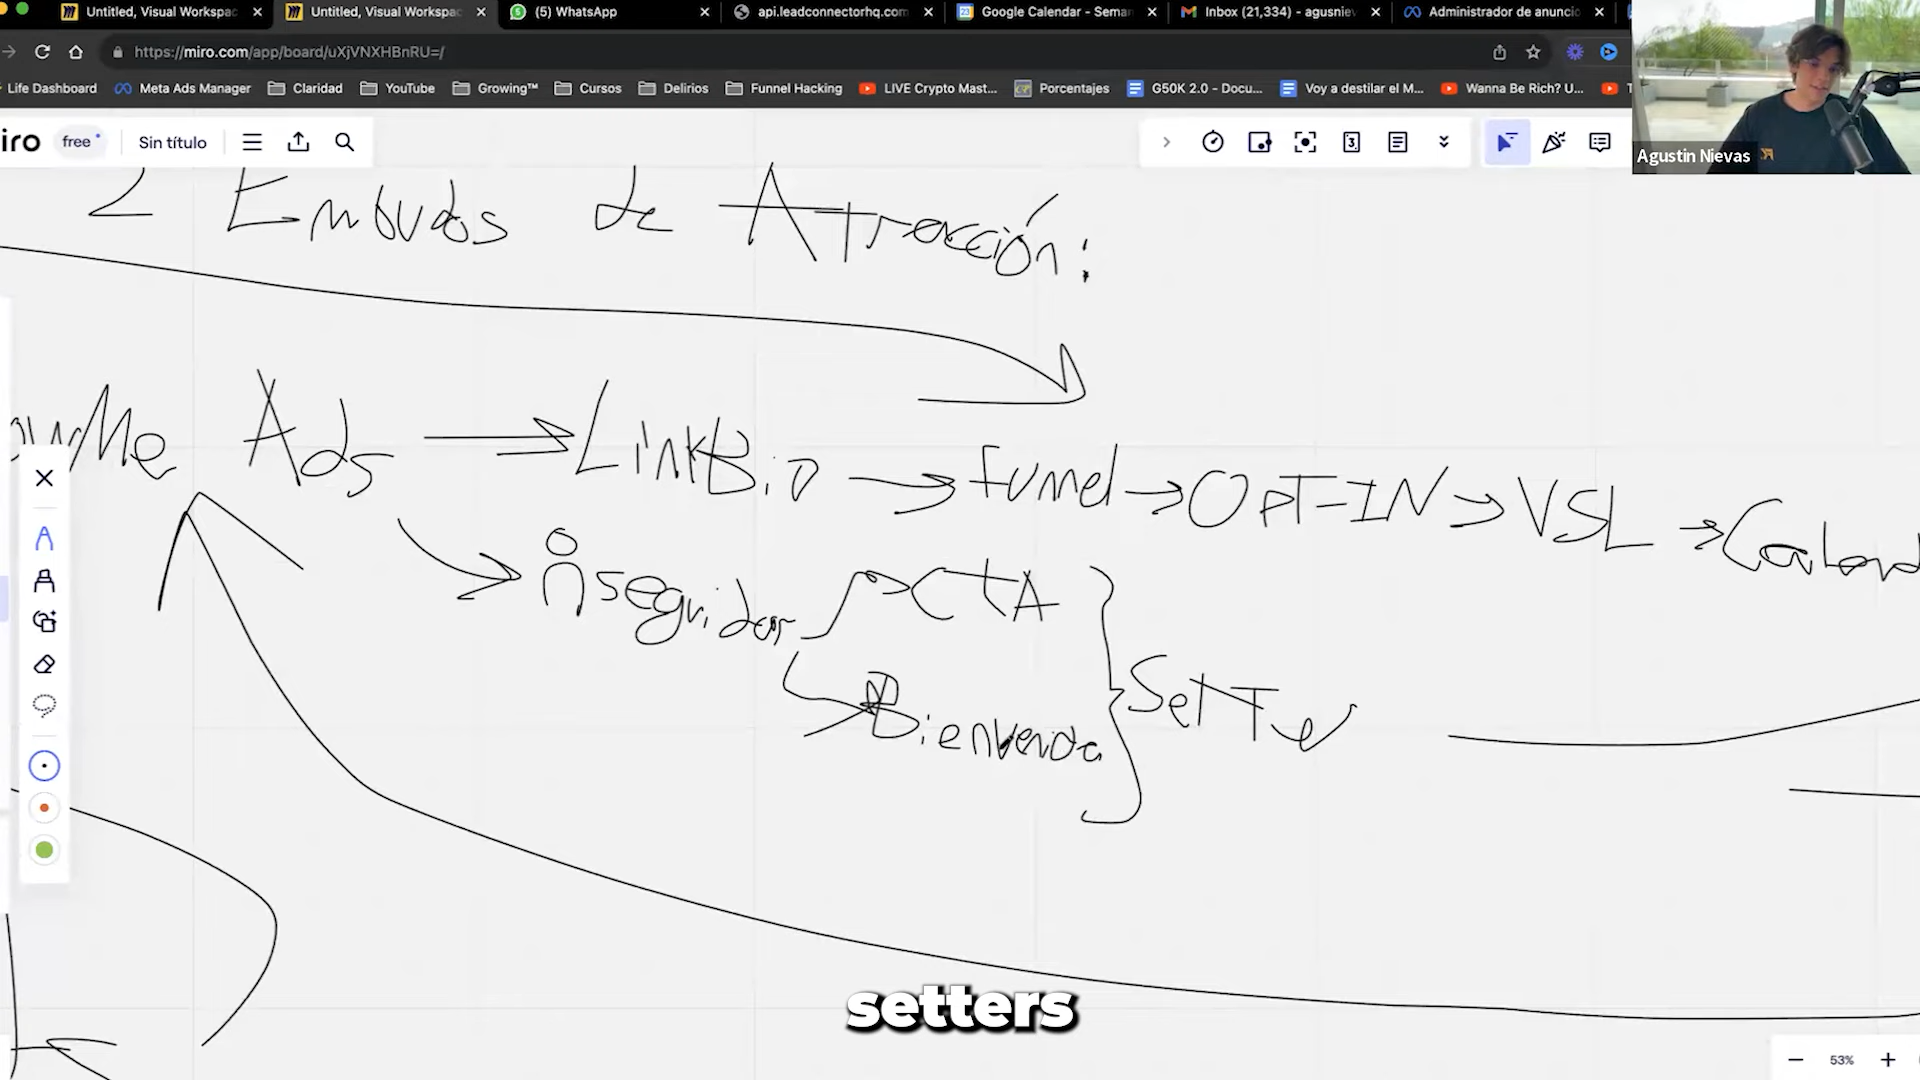 Untitled, Visual Workspac
Untitled, Visual Workspac
(5) WhatsApp
api.leadconnectorhq.com
Google Calendar - Seman
Inbox (21,334) - agusniev
Administrador de anuncio
https://miro.com/app/board/uXjVNXHBnRU=/
Life Dashboard
Meta Ads Manager
Claridad
YouTube
Growing™
Cursos
Delirios
Funnel Hacking
LIVE Crypto Mast...
Porcentajes
G50K 2.0 - Docu...
Voy a destilar el M...
Wanna Be Rich? U...
iro
free
Sin título
Agustin Nievas
2 Embudos de Atracción:
owMe Ads → LinkBio → funnel → OPT-IN → VSL → Calend
seguidor CTA
Bienvenida
Setter
setters
53%